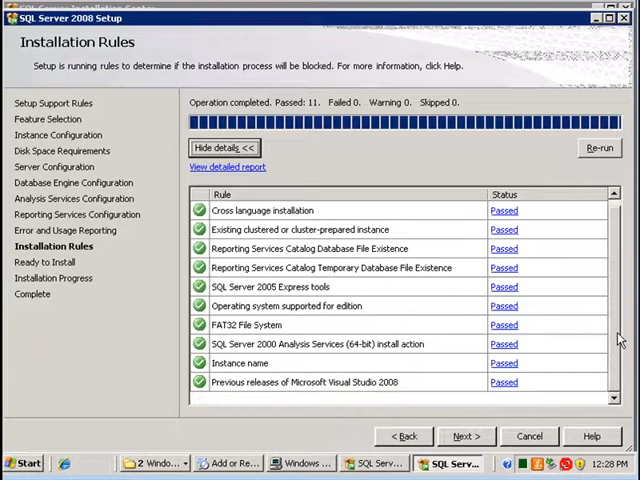 SQL Server 2008 Setup
Installation Rules
Setup is running rules to determine if the installation process will be blocked. For more information, click Help.
Setup Support Rules
Feature Selection
Instance Configuration
Disk Space Requirements
Server Configuration
Database Engine Configuration
Analysis Services Configuration
Reporting Services Configuration
Error and Usage Reporting
Installation Rules
Ready to Install
Installation Progress
Complete
Operation completed. Passed: 11. Failed 0. Warning 0. Skipped 0.
Hide details <<
Re-run
View detailed report
Rule Status
Cross language installation Passed
Existing clustered or cluster-prepared instance Passed
Reporting Services Catalog Database File Existence Passed
Reporting Services Catalog Temporary Database File Existence Passed
SQL Server 2005 Express tools Passed
Operating system supported for edition Passed
FAT32 File System Passed
SQL Server 2000 Analysis Services (64-bit) install action Passed
Instance name Passed
Previous releases of Microsoft Visual Studio 2008 Passed
< Back Next > Cancel Help
Start 2 Windo... Add or Re... Windows ... SQL Serv... SQL Serv... 12:28 PM